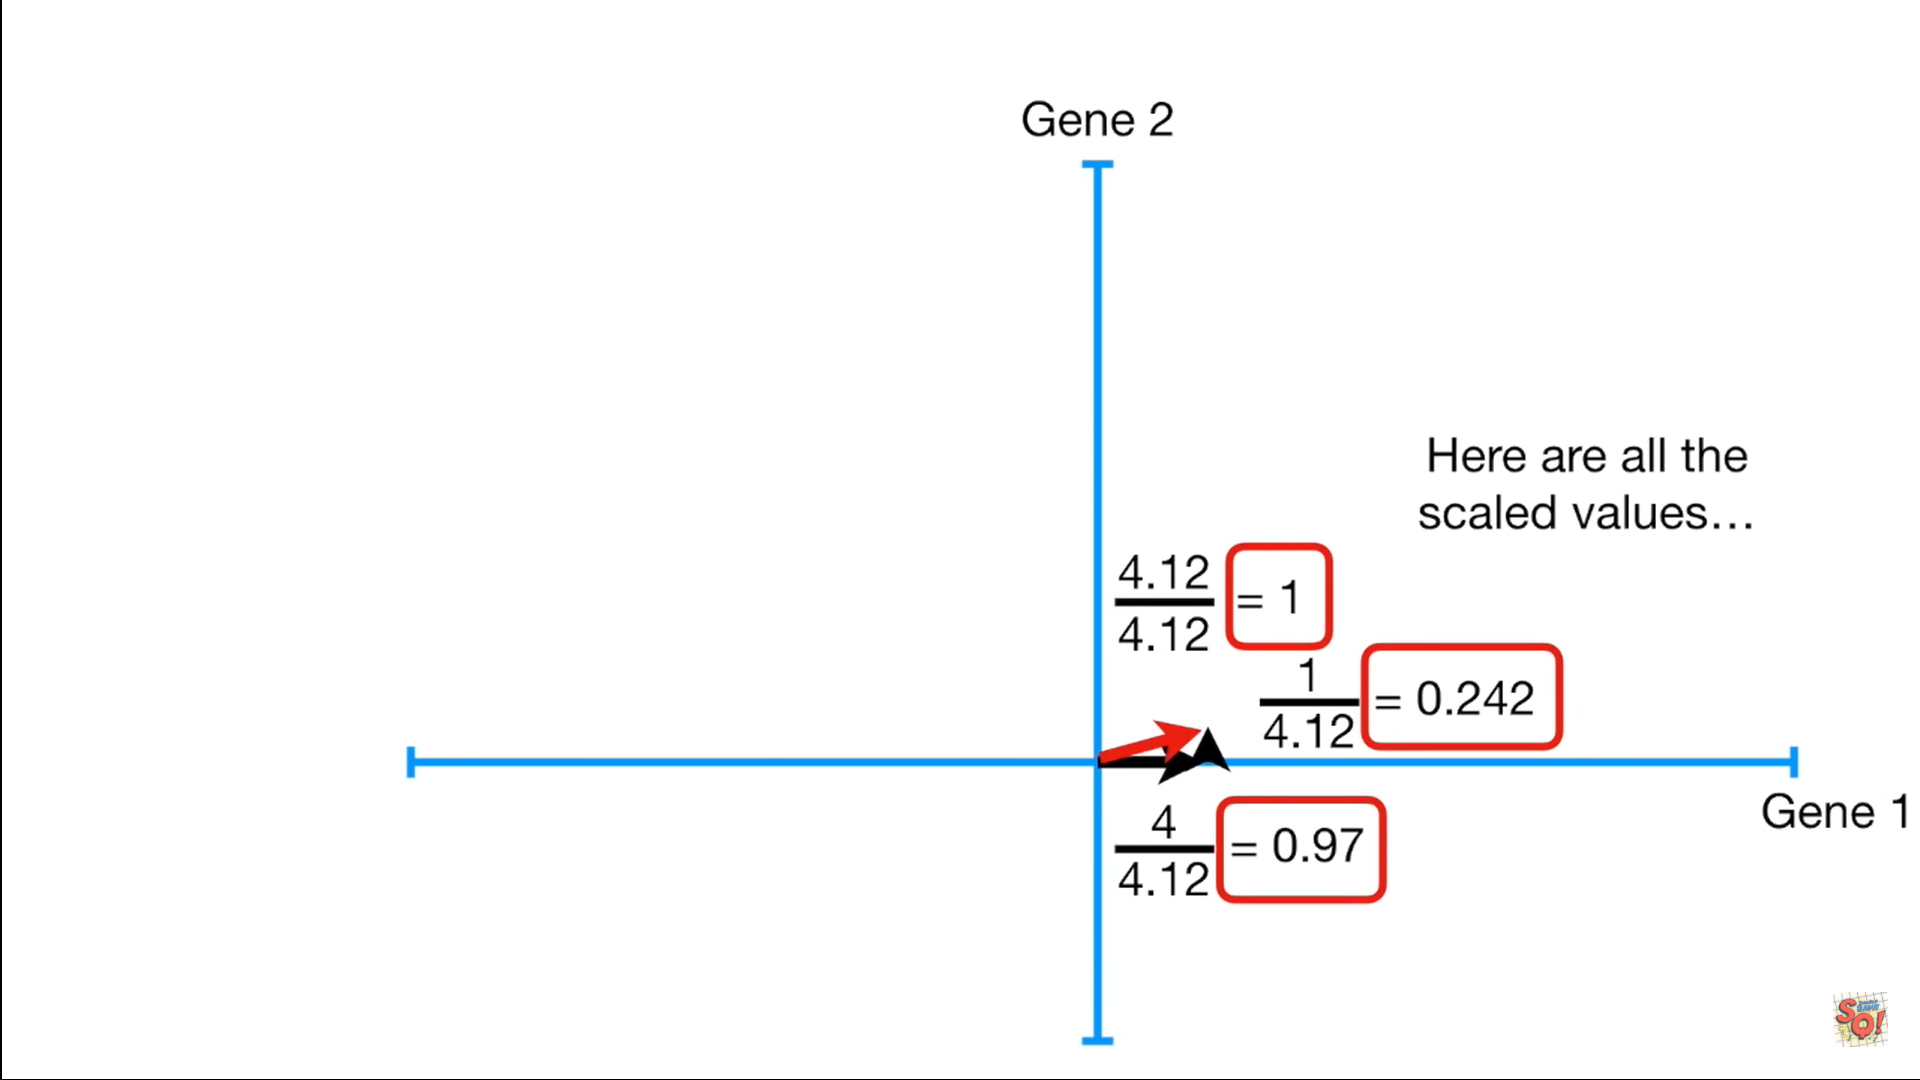 Gene 2
Here are all the
scaled values…
4.12
4.12
= 1
1
4.12
= 0.242
4
4.12
= 0.97
Gene 1
SQ!